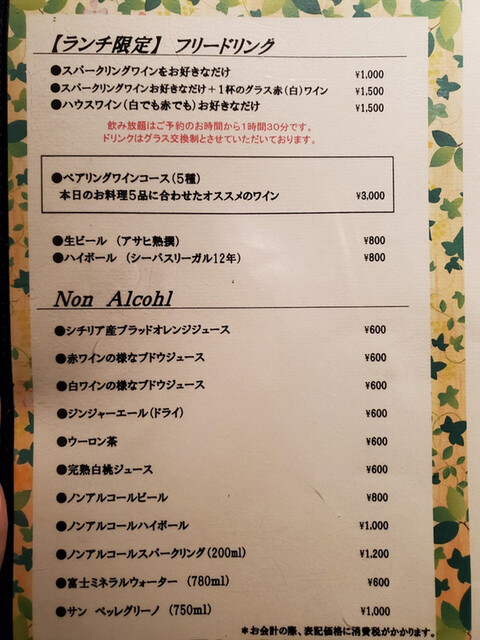 【ランチ限定】 フリードリング
●スパークリングワインをお好きなだけ ¥1,000
●スパークリングワインお好きなだけ＋1杯のグラス赤(白)ワイン ¥1,500
●ハウスワイン(白でも赤でも)お好きなだけ ¥1,500
飲み放題はご予約のお時間から1時間30分です。
ドリンクはグラス交換制とさせていただいております。
●ペアリングワインコース(5種)
本日のお料理5品に合わせたオススメのワイン ¥3,000
●生ビール (アサヒ熟撰) ¥800
●ハイボール (シーバスリーガル12年) ¥800
Non Alcohl
●シチリア産ブラッドオレンジジュース ¥600
●赤ワインの様なブドウジュース ¥600
●白ワインの様なブドウジュース ¥600
●ジンジャーエール(ドライ) ¥600
●ウーロン茶 ¥600
●完熟白桃ジュース ¥600
●ノンアルコールビール ¥800
●ノンアルコールハイボール ¥1,000
●ノンアルコールスパークリング(200ml) ¥1,200
●富士ミネラルウォーター (780ml) ¥600
●サン ペッレグリーノ (750ml) ¥1,000
＊お会計の際、表記価格に消費税がかかります。